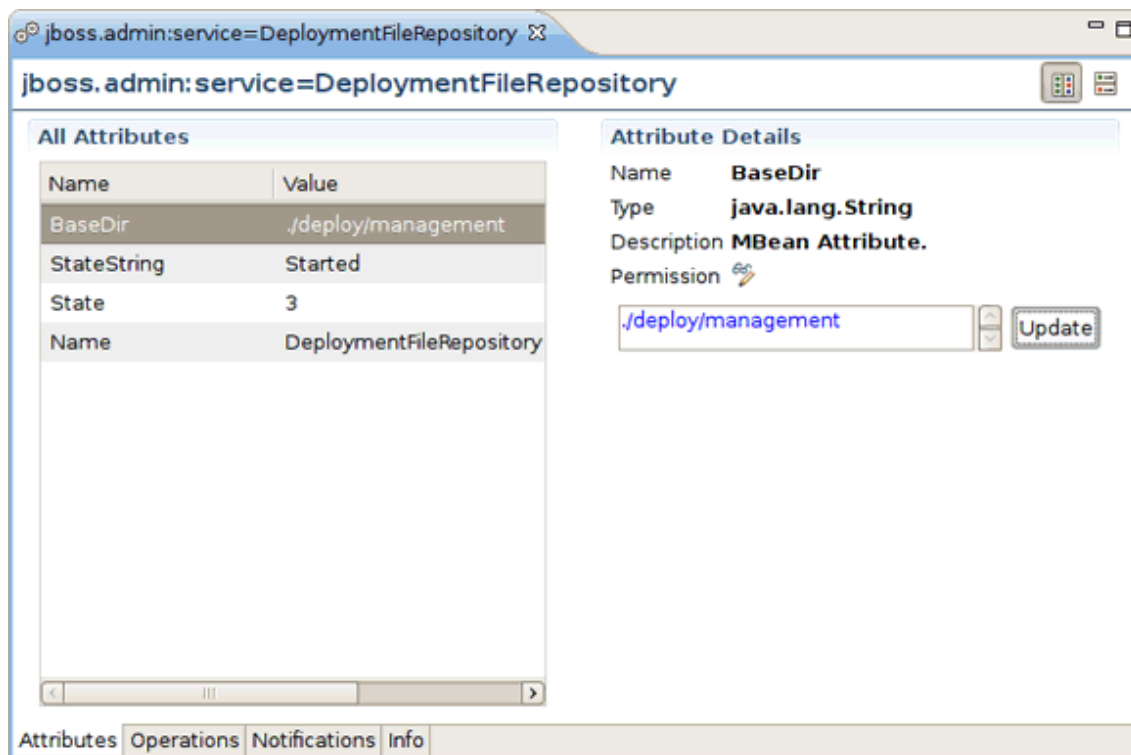 jboss.admin:service=DeploymentFileRepository
jboss.admin:service=DeploymentFileRepository
All Attributes
Name Value
BaseDir ./deploy/management
StateString Started
State 3
Name DeploymentFileRepository
Attribute Details
Name BaseDir
Type java.lang.String
Description MBean Attribute.
Permission
./deploy/management Update
Attributes Operations Notifications Info